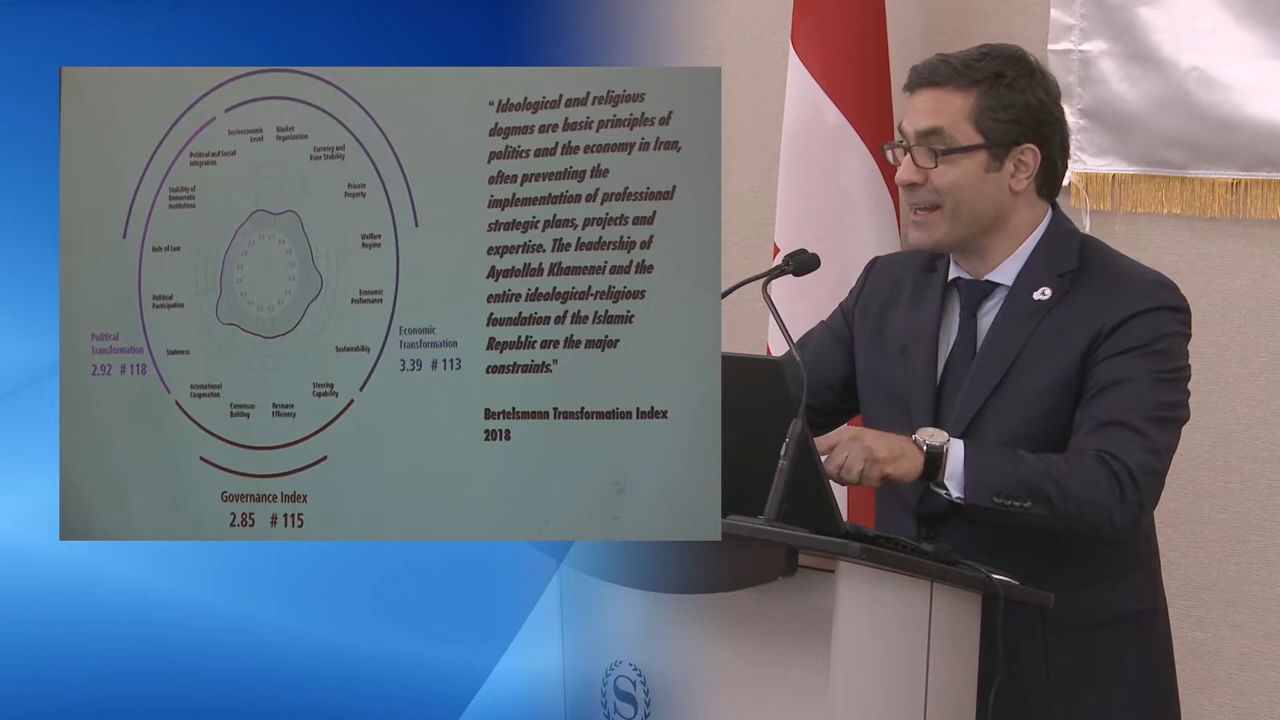 Socioeconomic
Level
Market
Organization
Political and Social
Integration
Currency and
Price Stability
Stability of
Democratic
Institutions
Private
Property
Rule of Law
Welfare
Regime
Political
Participation
Economic
Performance
Stateness
Sustainability
International
Cooperation
Consensus-
Building
Resource
Efficiency
Steering
Capability
Political
Transformation
2.92 # 118
Economic
Transformation
3.39 # 113
Governance Index
2.85 # 115
“Ideological and religious
dogmas are basic principles of
politics and the economy in Iran,
often preventing the
implementation of professional
strategic plans, projects and
expertise. The leadership of
Ayatollah Khamenei and the
entire ideological-religious
foundation of the Islamic
Republic are the major
constraints.”
Bertelsmann Transformation Index
2018
S